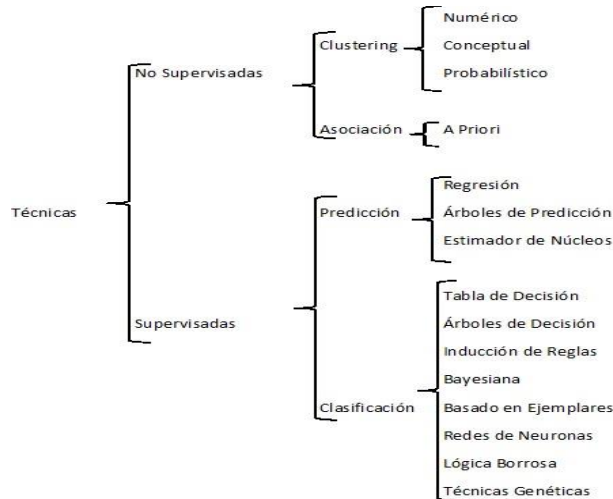 Técnicas
No Supervisadas
Clustering
Numérico
Conceptual
Probabilístico
Asociación
A Priori
Supervisadas
Predicción
Regresión
Árboles de Predicción
Estimador de Núcleos
Clasificación
Tabla de Decisión
Árboles de Decisión
Inducción de Reglas
Bayesiana
Basado en Ejemplares
Redes de Neuronas
Lógica Borrosa
Técnicas Genéticas